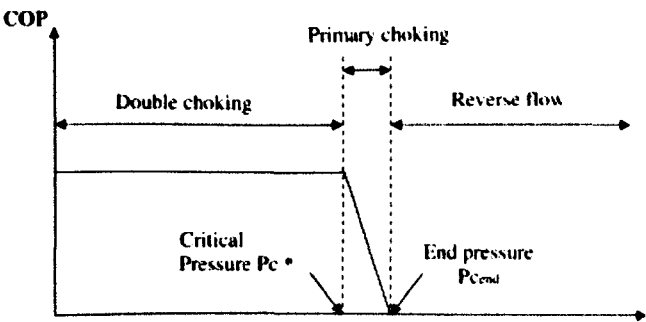 COP
Primary choking
Double choking
Reverse flow
Critical
Pressure Pc *
End pressure
Pcend